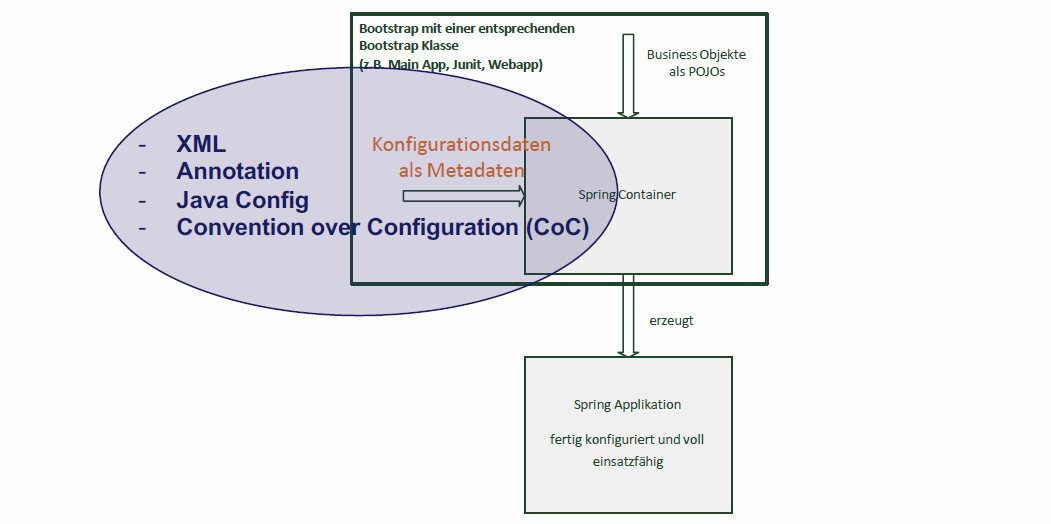 Bootstrap mit einer entsprechenden
Bootstrap Klasse
(z.B. Main App, Junit, Webapp)
Business Objekte
als POJOs
- XML
- Annotation
- Java Config
- Convention over Configuration (CoC)
Konfigurationsdaten
als Metadaten
Spring Container
erzeugt
Spring Applikation
fertig konfiguriert und voll
einsatzfähig